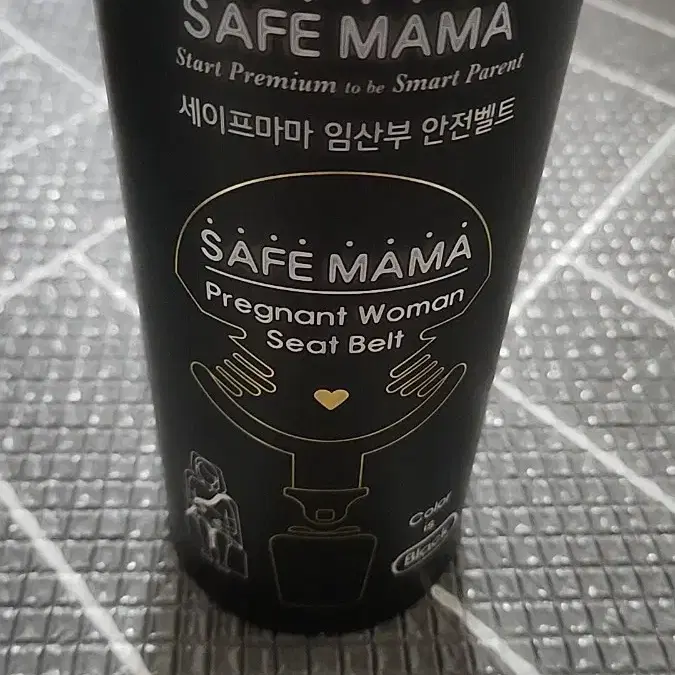 SAFE MAMA
Start Premium to be Smart Parent
세이프마마 임산부 안전벨트
SAFE MAMA
Pregnant Woman
Seat Belt
Color
is
Black